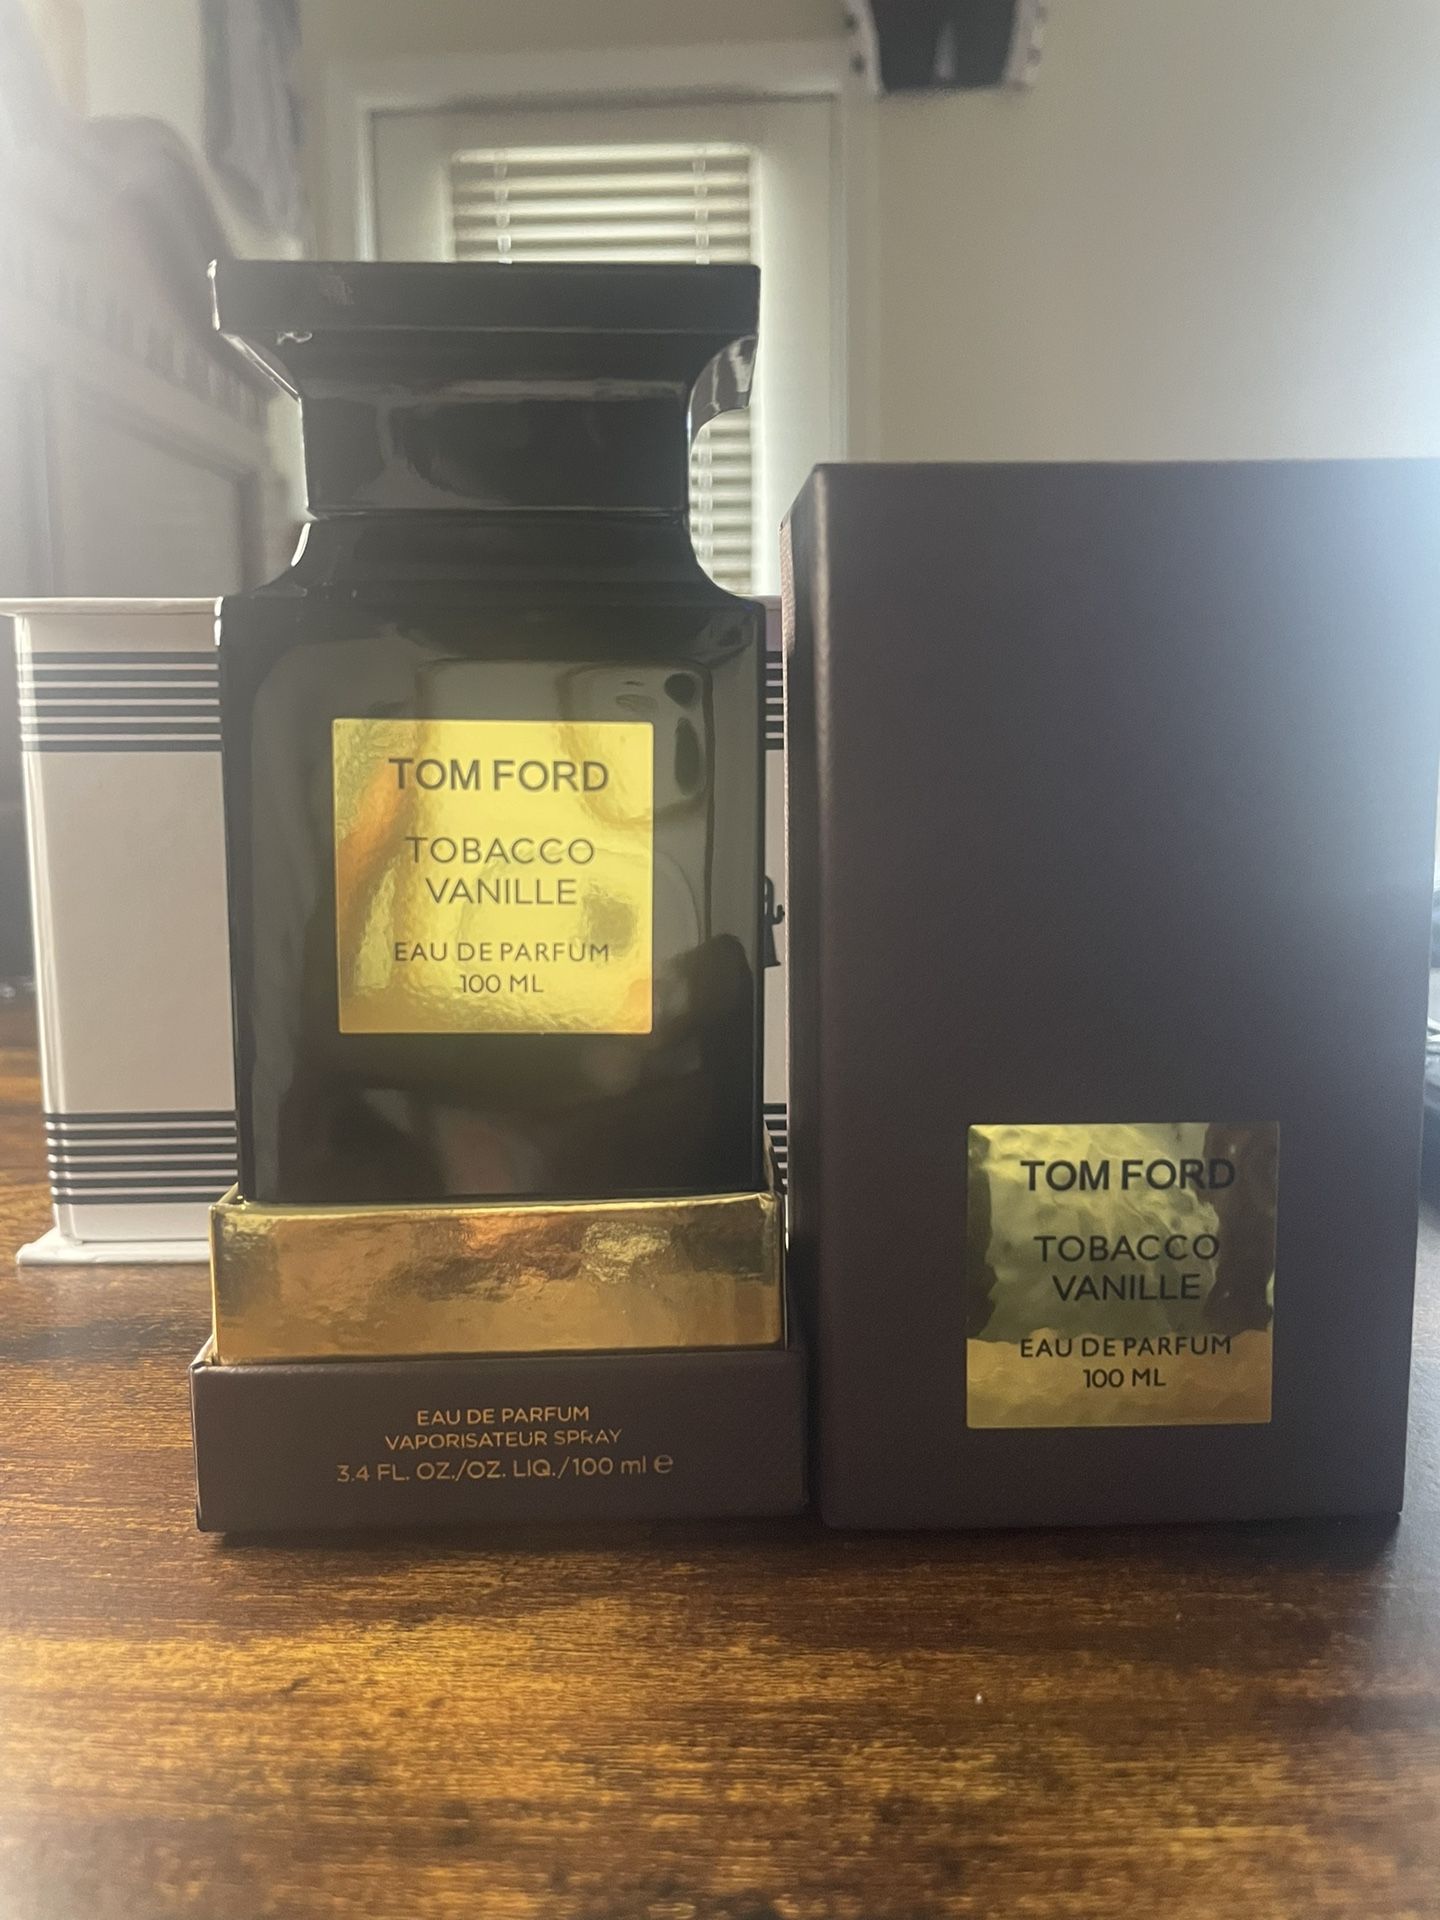 TOM FORD
TOBACCO
VANILLE
EAU DE PARFUM
100 ML
EAU DE PARFUM
VAPORISATEUR SPRAY
3.4 FL. OZ./OZ. LIQ./100 ml ℮
TOM FORD
TOBACCO
VANILLE
EAU DE PARFUM
100 ML